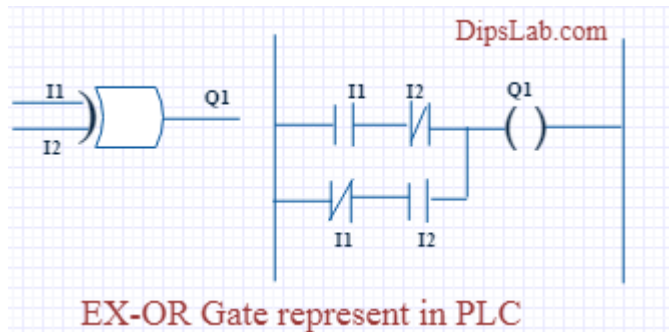 DipsLab.com
I1
I2
Q1
I1 I2 Q1
I1 I2
EX-OR Gate represent in PLC